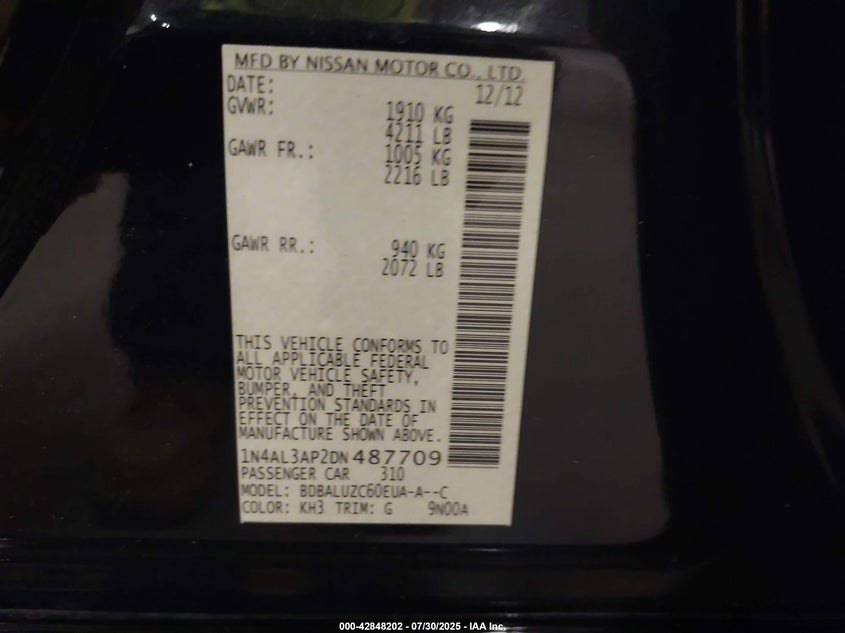 MFD BY NISSAN MOTOR CO., LTD.
DATE: 12/12
GVWR: 1910 KG
4211 LB
GAWR FR.: 1005 KG
2216 LB
GAWR RR.: 940 KG
2072 LB
THIS VEHICLE CONFORMS TO
ALL APPLICABLE FEDERAL
MOTOR VEHICLE SAFETY,
BUMPER, AND THEFT
PREVENTION STANDARDS IN
EFFECT ON THE DATE OF
MANUFACTURE SHOWN ABOVE.
1N4AL3AP2DN487709
PASSENGER CAR 310
MODEL: BDBALUZC60EUA-A--C
COLOR: KH3 TRIM: G 9N00A
000-42848202 - 07/30/2025 - IAA Inc.